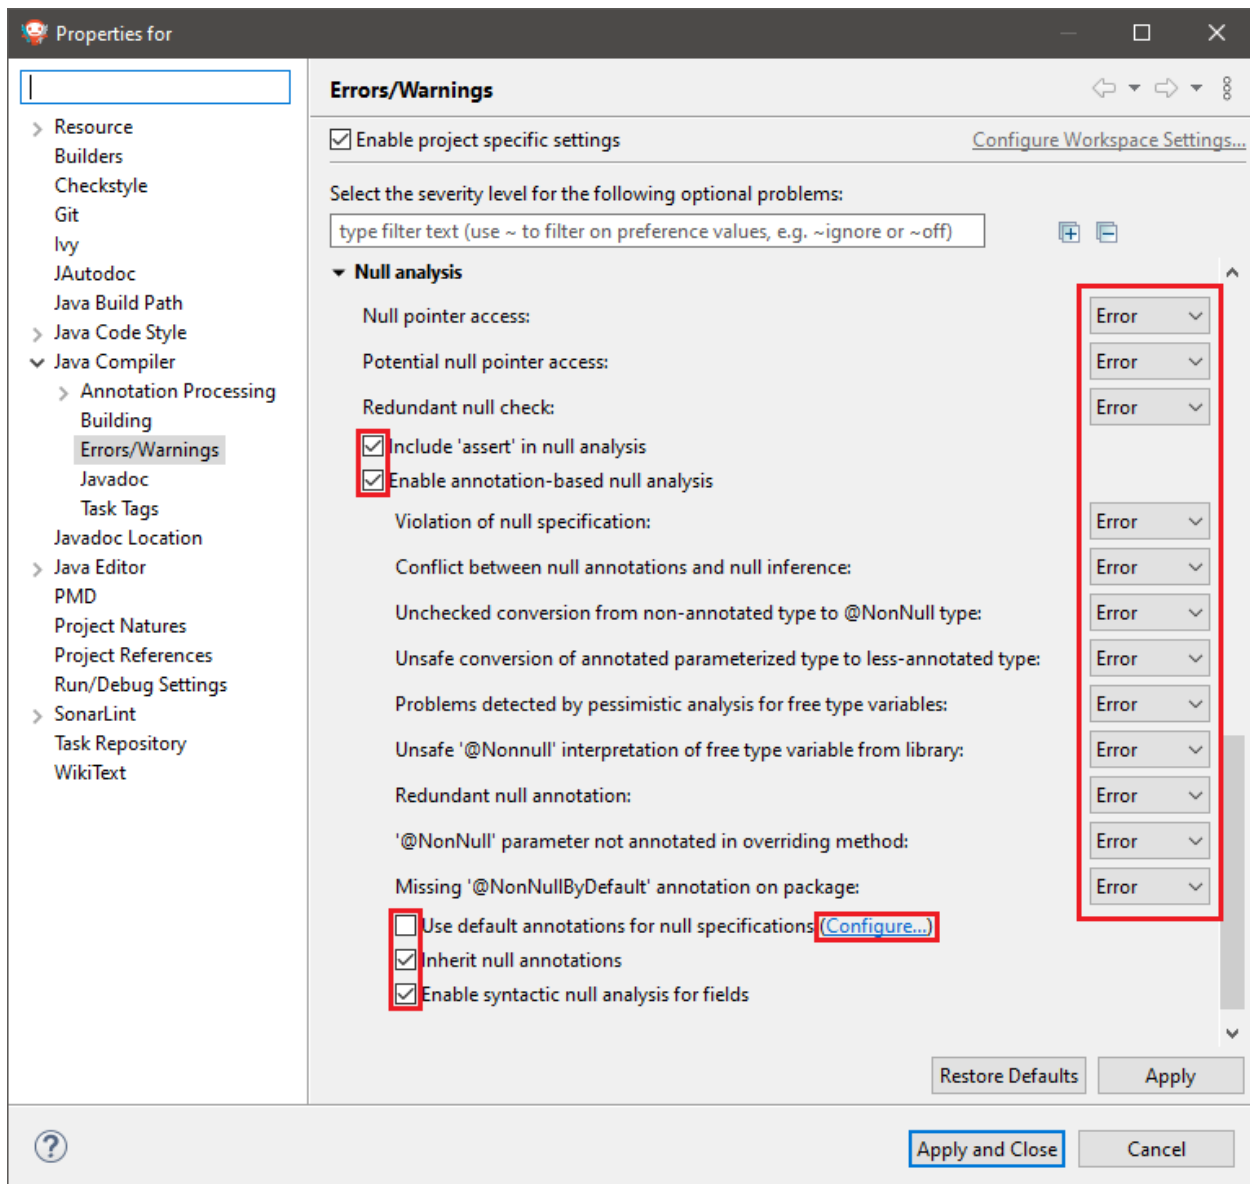 Properties for
Resource
Builders
Checkstyle
Git
Ivy
JAutodoc
Java Build Path
Java Code Style
Java Compiler
Annotation Processing
Building
Errors/Warnings
Javadoc
Task Tags
Javadoc Location
Java Editor
PMD
Project Natures
Project References
Run/Debug Settings
SonarLint
Task Repository
WikiText
Errors/Warnings
Enable project specific settings Configure Workspace Settings...
Select the severity level for the following optional problems:
type filter text (use ~ to filter on preference values, e.g. ~ignore or ~off)
Null analysis
Null pointer access: Error
Potential null pointer access: Error
Redundant null check: Error
Include 'assert' in null analysis
Enable annotation-based null analysis
Violation of null specification: Error
Conflict between null annotations and null inference: Error
Unchecked conversion from non-annotated type to @NonNull type: Error
Unsafe conversion of annotated parameterized type to less-annotated type: Error
Problems detected by pessimistic analysis for free type variables: Error
Unsafe '@Nonnull' interpretation of free type variable from library: Error
Redundant null annotation: Error
'@NonNull' parameter not annotated in overriding method: Error
Missing '@NonNullByDefault' annotation on package: Error
Use default annotations for null specifications (Configure...)
Inherit null annotations
Enable syntactic null analysis for fields
Restore Defaults Apply
? Apply and Close Cancel